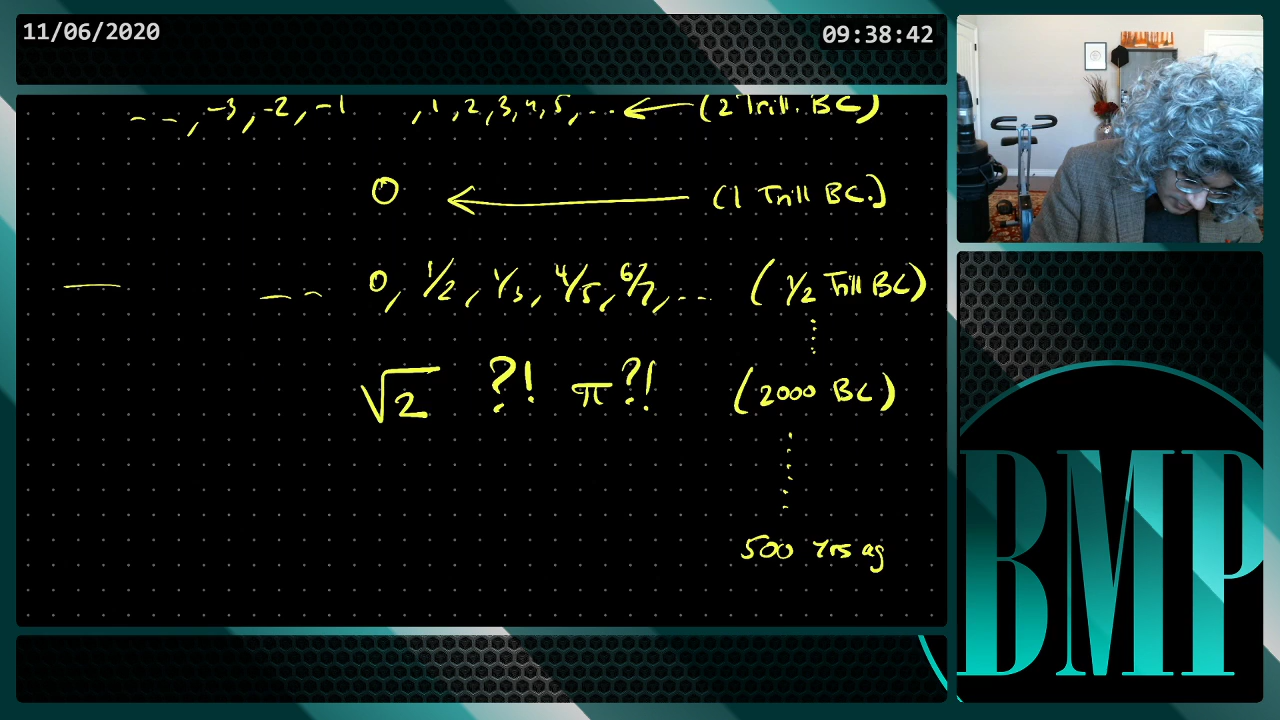 11/06/2020
09:38:42
- -, -3, -2, -1 , 1, 2, 3, 4, 5, ... ← (2 Trill. BC)
0 ← (1 Trill BC.)
— - - 0, 1/2, 1/3, 4/5, 6/7, ... (1/2 Trill BC)
√2 ?! π?! (2000 BC)
500 Yrs ag
BMP